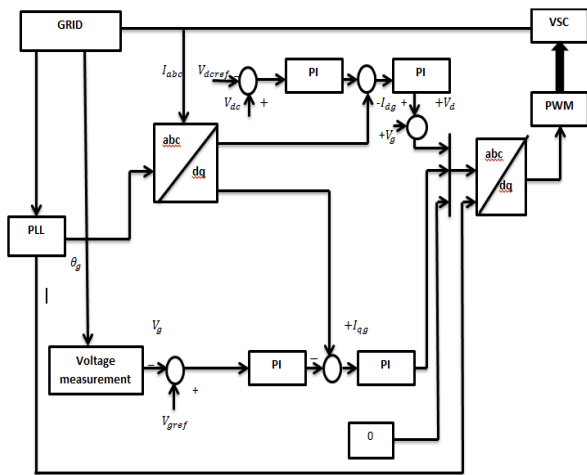 GRID
VSC
I_abc
V_dcref –
PI
PI
V_dc +
-I_dg +
+V_d
PWM
+V_g
abc
dq
abc
dq
PLL
θ_g
V_g
+I_qg
Voltage
measurement
–
+
PI
–
PI
V_gref
0